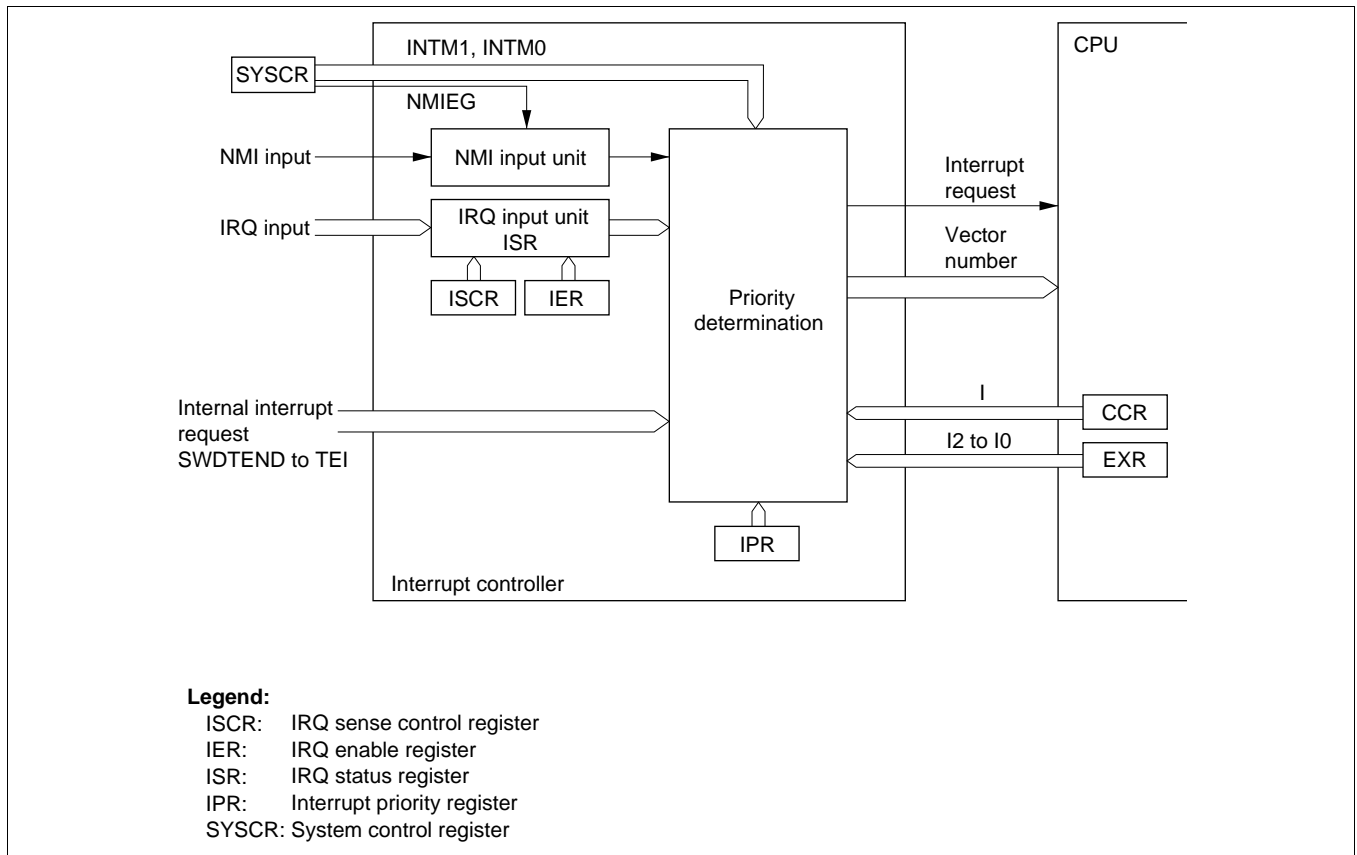 INTM1, INTM0
CPU
SYSCR
NMIEG
NMI input
NMI input unit
Interrupt
request
IRQ input
IRQ input unit
ISR
Vector
number
ISCR
IER
Priority
determination
Internal interrupt
request
SWDTEND to TEI
I
CCR
I2 to I0
EXR
IPR
Interrupt controller
Legend:
ISCR: IRQ sense control register
IER: IRQ enable register
ISR: IRQ status register
IPR: Interrupt priority register
SYSCR: System control register